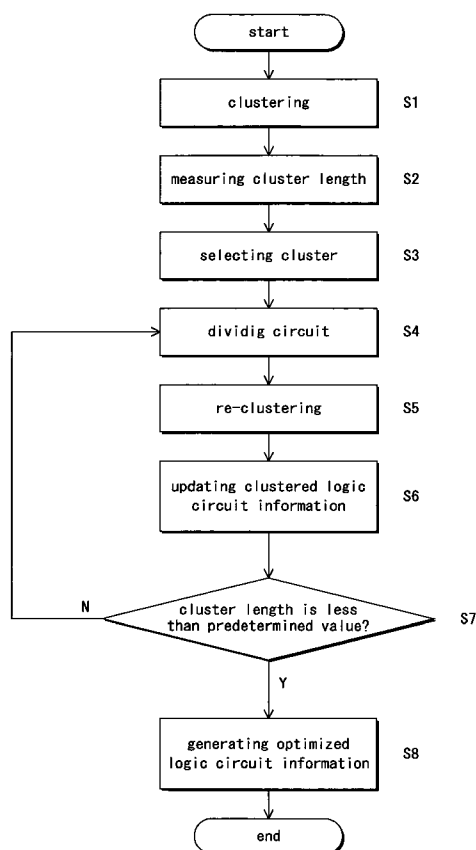 start
clustering S1
measuring cluster length S2
selecting cluster S3
dividig circuit S4
re-clustering S5
updating clustered logic
circuit information S6
N
cluster length is less
than predetermined value? S7
Y
generating optimized
logic circuit information S8
end